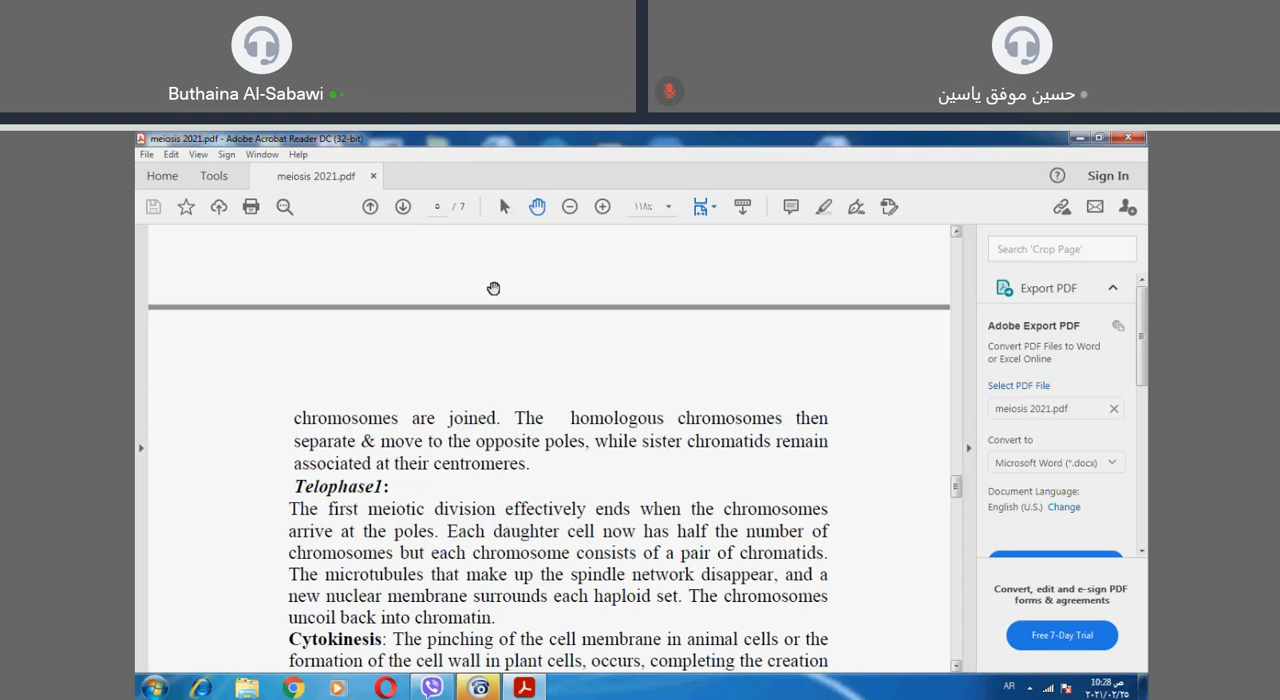 Buthaina Al-Sabawi
حسين موفق ياسين
meiosis 2021.pdf - Adobe Acrobat Reader DC (32-bit)
File Edit View Sign Window Help
Home Tools meiosis 2021.pdf × Sign In
٥ / 7 ١١٨٪
Search 'Crop Page'
Export PDF
Adobe Export PDF
Convert PDF Files to Word
or Excel Online
Select PDF File
meiosis 2021.pdf
Convert to
Microsoft Word (*.docx)
Document Language:
English (U.S.) Change
Convert, edit and e-sign PDF
forms & agreements
Free 7-Day Trial
chromosomes are joined. The homologous chromosomes then
separate & move to the opposite poles, while sister chromatids remain
associated at their centromeres.
Telophase1:
The first meiotic division effectively ends when the chromosomes
arrive at the poles. Each daughter cell now has half the number of
chromosomes but each chromosome consists of a pair of chromatids.
The microtubules that make up the spindle network disappear, and a
new nuclear membrane surrounds each haploid set. The chromosomes
uncoil back into chromatin.
Cytokinesis: The pinching of the cell membrane in animal cells or the
formation of the cell wall in plant cells, occurs, completing the creation
AR
10:28 ص
٢٠٢١/٠٢/٢٥